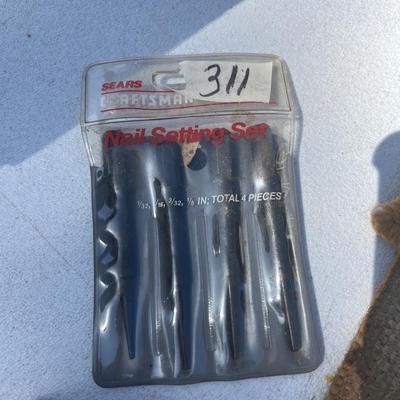 SEARS
311
CRAFTSMAN
Nail Setting Set
1/32, 1/16, 3/32, 1/8 IN; TOTAL 4 PIECES